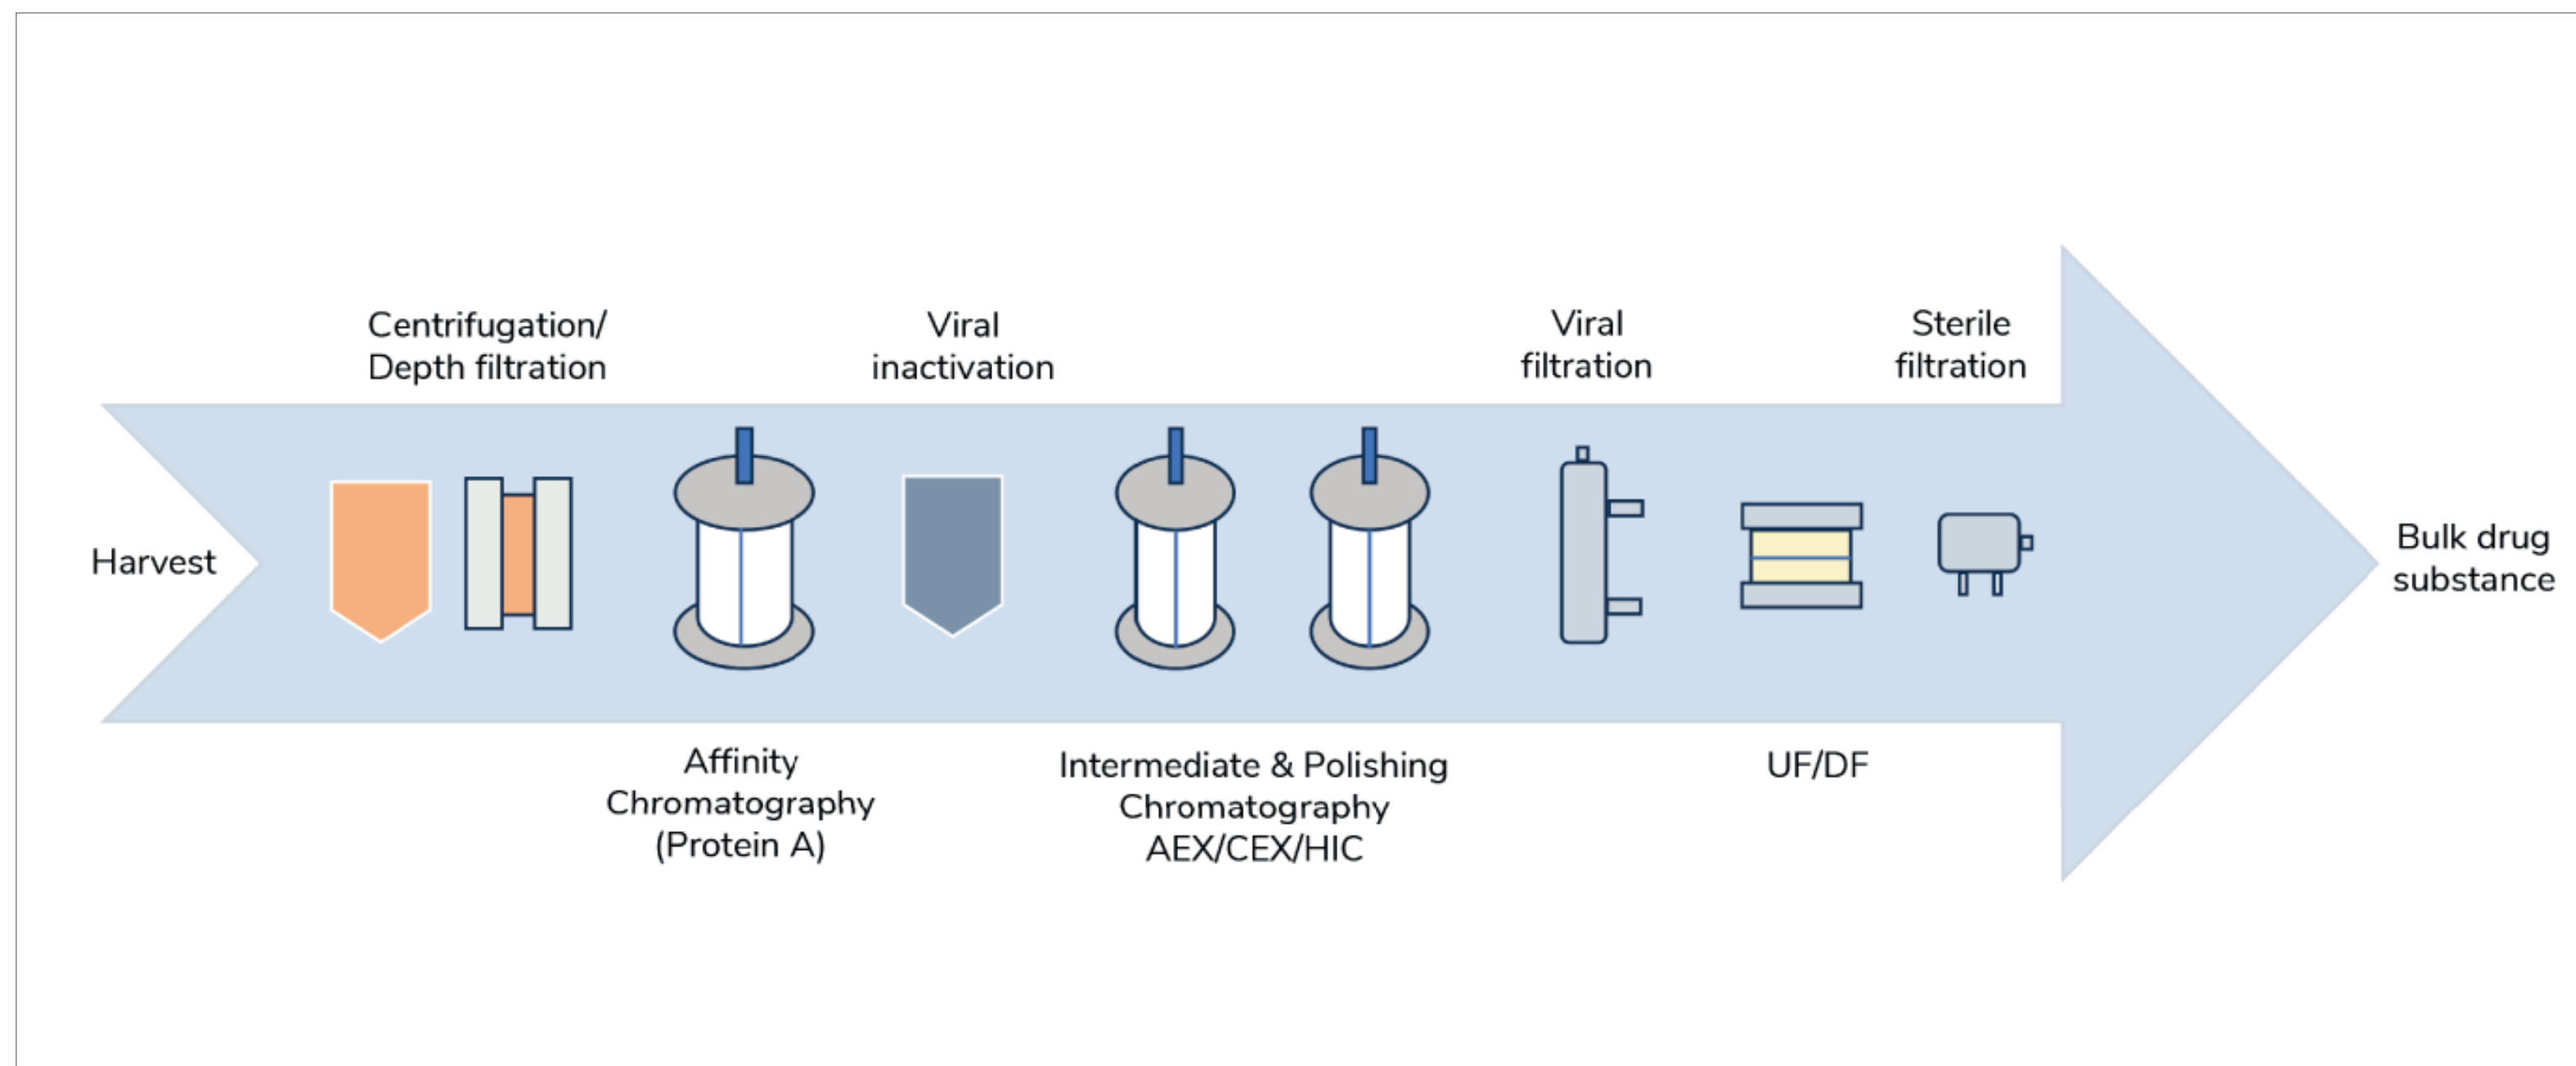 Harvest
Centrifugation/
Depth filtration
Affinity
Chromatography
(Protein A)
Viral
inactivation
Intermediate & Polishing
Chromatography
AEX/CEX/HIC
Viral
filtration
UF/DF
Sterile
filtration
Bulk drug
substance